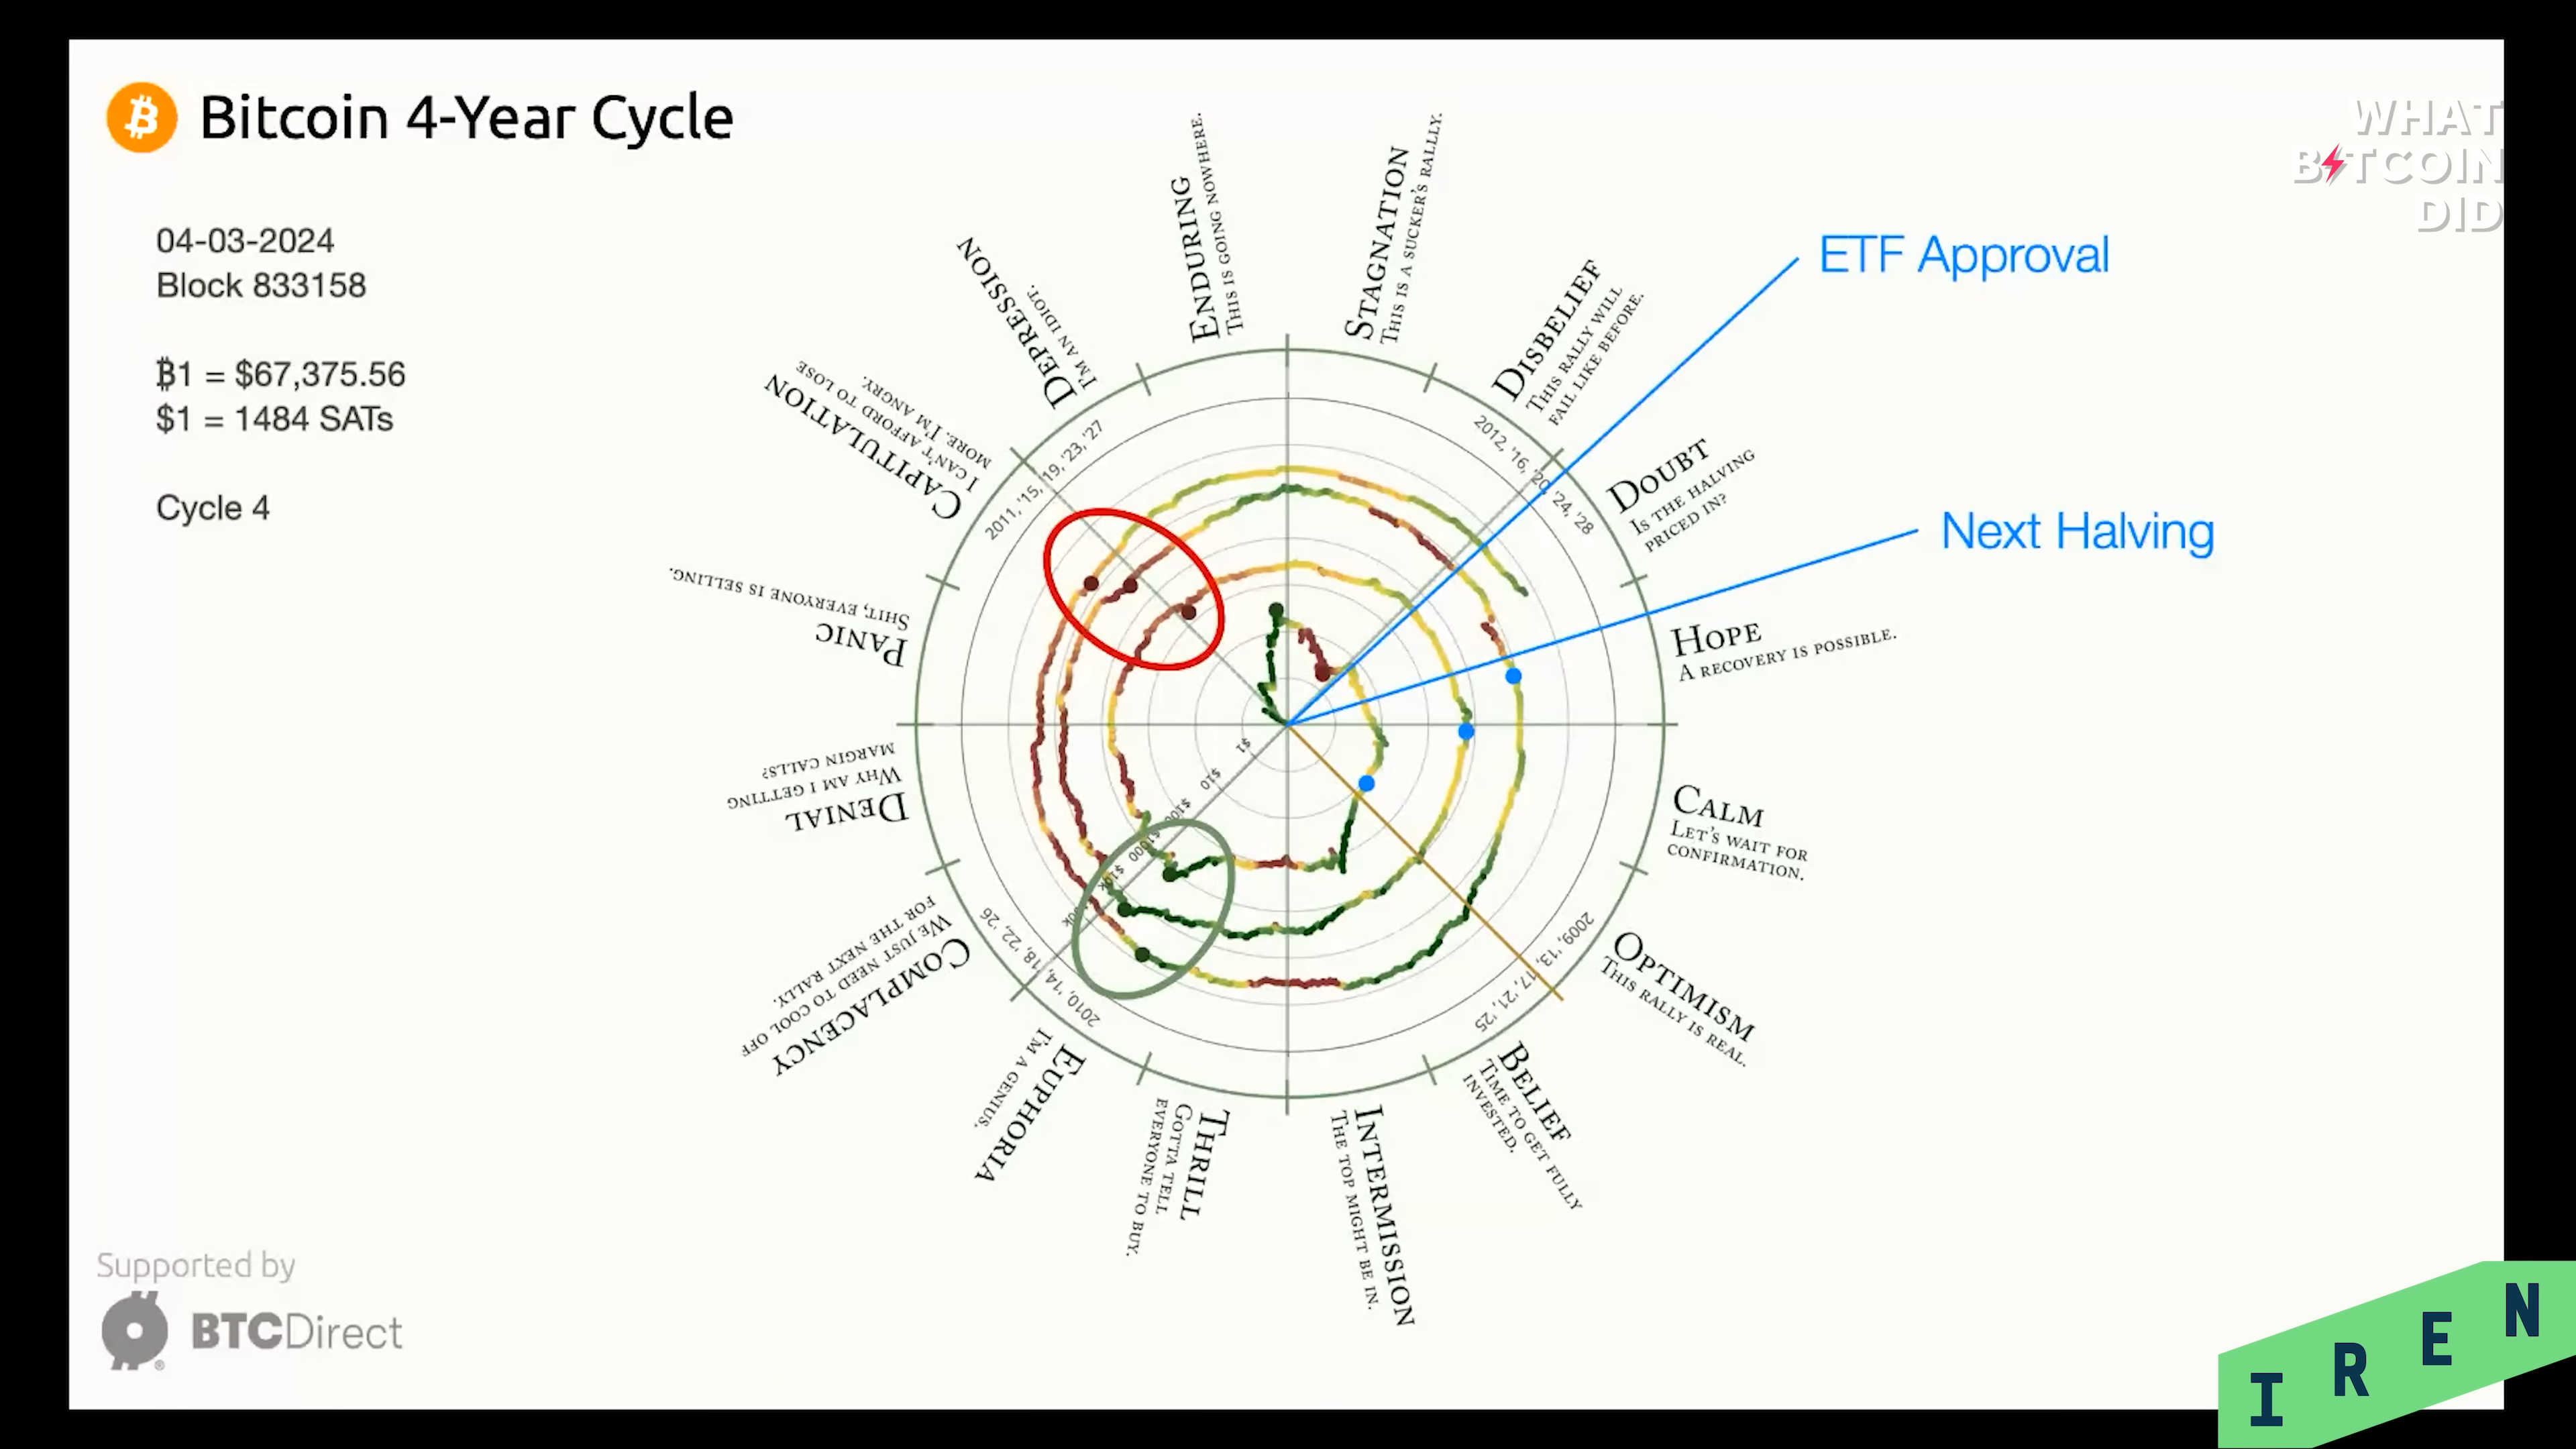 Bitcoin 4-Year Cycle
WHAT
BITCOIN
DID
04-03-2024
Block 833158
₿1 = $67,375.56
$1 = 1484 SATs
Cycle 4
ETF Approval
Next Halving
ENDURING
THIS IS GOING NOWHERE.
STAGNATION
THIS IS A SUCKER'S RALLY.
DISBELIEF
THIS RALLY WILL
FAIL LIKE BEFORE.
DOUBT
IS THE HALVING
PRICED IN?
HOPE
A RECOVERY IS POSSIBLE.
CALM
LET'S WAIT FOR
CONFIRMATION.
OPTIMISM
THIS RALLY IS REAL.
BELIEF
TIME TO GET FULLY
INVESTED.
INTERMISSION
THE TOP MIGHT BE IN.
THRILL
GOTTA TELL
EVERYONE TO BUY.
EUPHORIA
I'M A GENIUS.
COMPLACENCY
WE JUST NEED TO COOL OFF
FOR THE NEXT RALLY.
DENIAL
WHY AM I GETTING
MARGIN CALLS?
PANIC
SHIT, EVERYONE IS SELLING.
CAPITULATION
I CAN'T AFFORD TO LOSE
MORE. I'M ANGRY.
DEPRESSION
I'M AN IDIOT.
2012, '16, '20, '24, '28
2009, '13, '17, '21, '25
2010, '14, '18, '22, '26
2011, '15, '19, '23, '27
$1
$10
$100
$1000
$10k
Supported by
BTCDirect
IREN